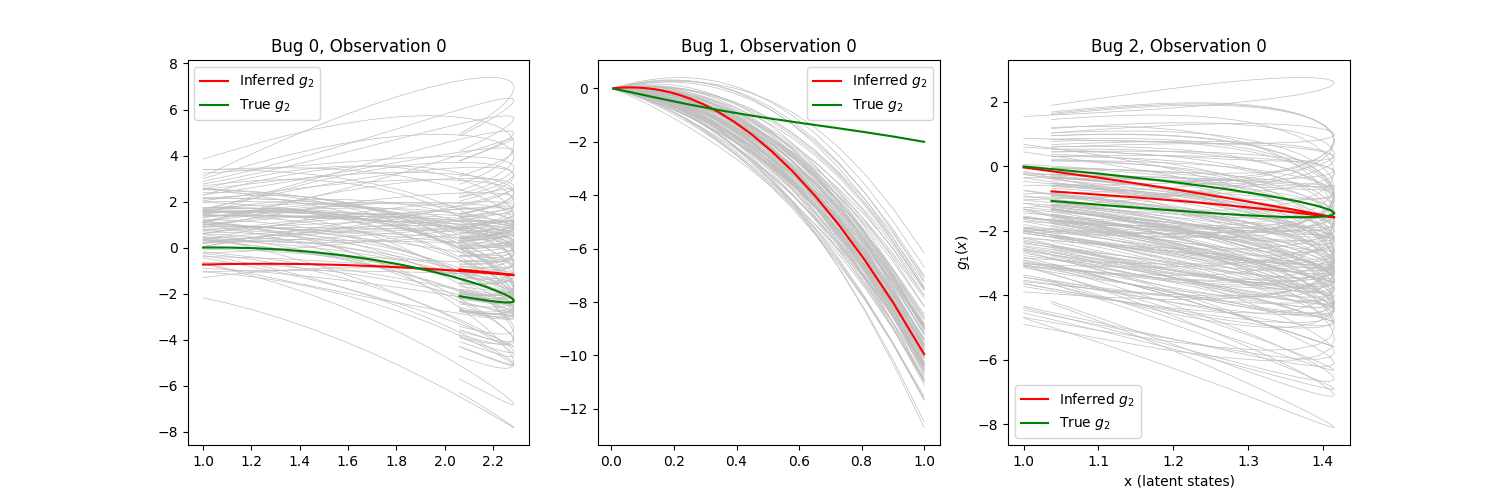 Bug 0, Observation 0
Inferred g₂
True g₂
8
6
4
2
0
−2
−4
−6
−8
1.0 1.2 1.4 1.6 1.8 2.0 2.2
Bug 1, Observation 0
Inferred g₂
True g₂
0
−2
−4
−6
−8
−10
−12
0.0 0.2 0.4 0.6 0.8 1.0
Bug 2, Observation 0
g₁(x)
2
0
−2
−4
−6
−8
Inferred g₂
True g₂
1.0 1.1 1.2 1.3 1.4
x (latent states)